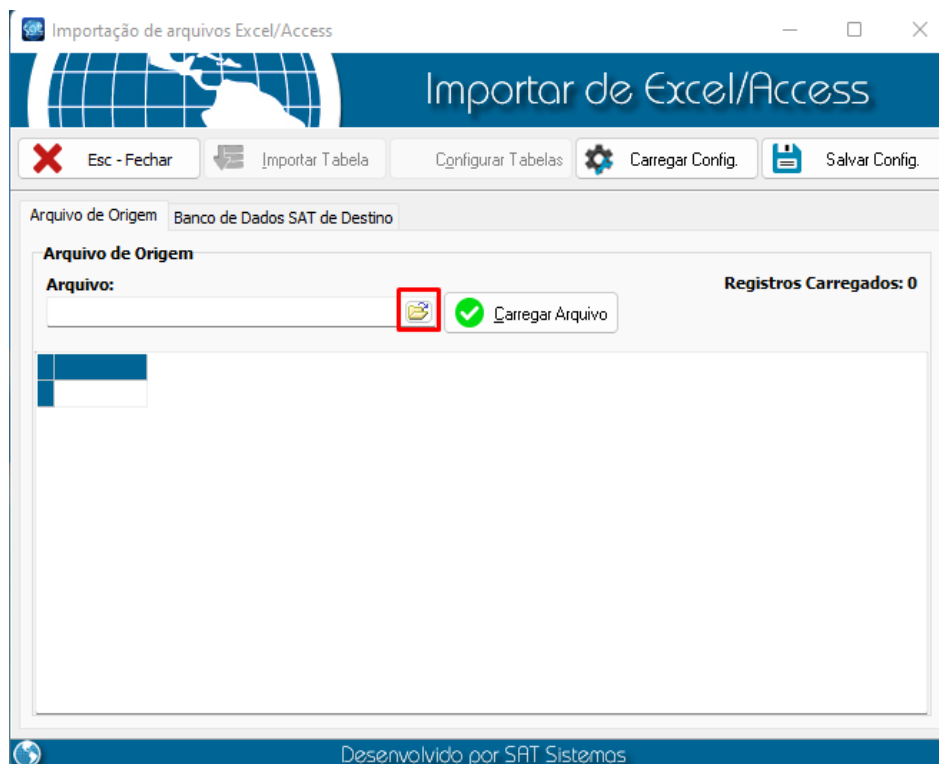 Importação de arquivos Excel/Access
Importar de Excel/Access
Esc - Fechar Importar Tabela Configurar Tabelas Carregar Config. Salvar Config.
Arquivo de Origem Banco de Dados SAT de Destino
Arquivo de Origem
Arquivo: Registros Carregados: 0
Carregar Arquivo
Desenvolvido por SAT Sistemas